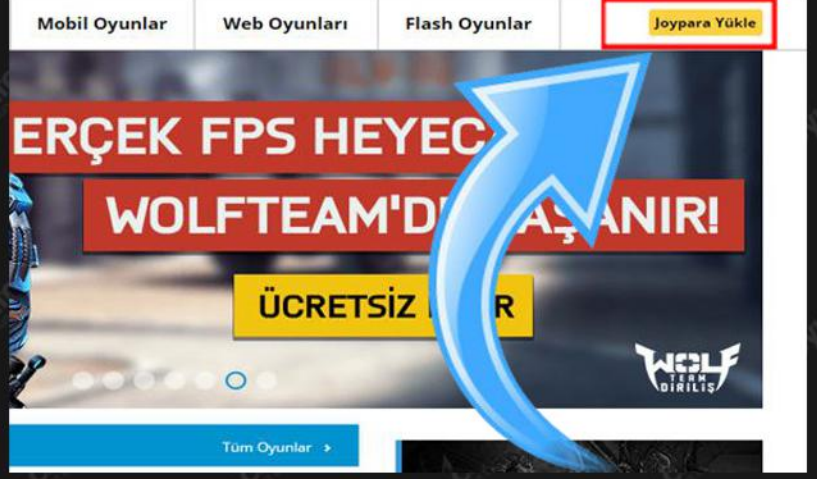 Mobil Oyunlar Web Oyunları Flash Oyunlar Joypara Yükle
ERÇEK FPS HEYEC
WOLFTEAM'D AŞANIR!
ÜCRETSİZ R
WOLF
TEAM
DİRİLİŞ
Tüm Oyunlar >